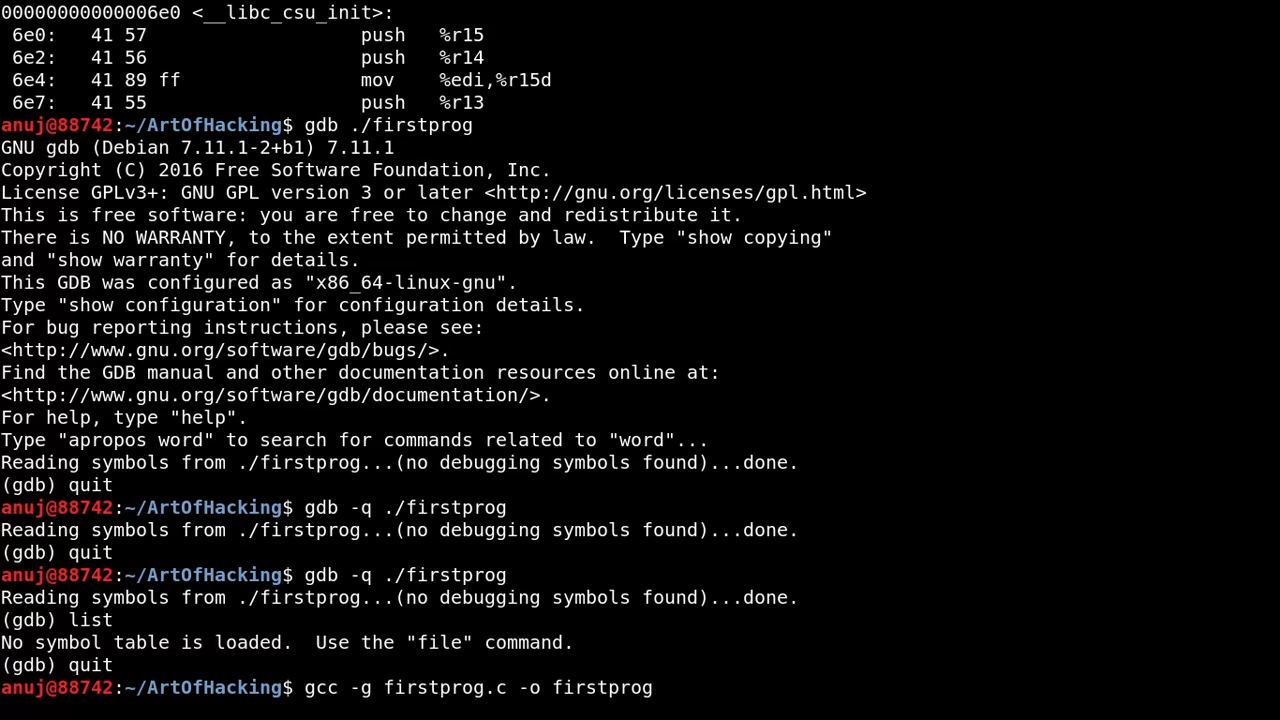 00000000000006e0 <__libc_csu_init>:
 6e0:   41 57                   push   %r15
 6e2:   41 56                   push   %r14
 6e4:   41 89 ff                mov    %edi,%r15d
 6e7:   41 55                   push   %r13
anuj@88742:~/ArtOfHacking$ gdb ./firstprog
GNU gdb (Debian 7.11.1-2+b1) 7.11.1
Copyright (C) 2016 Free Software Foundation, Inc.
License GPLv3+: GNU GPL version 3 or later <http://gnu.org/licenses/gpl.html>
This is free software: you are free to change and redistribute it.
There is NO WARRANTY, to the extent permitted by law.  Type "show copying"
and "show warranty" for details.
This GDB was configured as "x86_64-linux-gnu".
Type "show configuration" for configuration details.
For bug reporting instructions, please see:
<http://www.gnu.org/software/gdb/bugs/>.
Find the GDB manual and other documentation resources online at:
<http://www.gnu.org/software/gdb/documentation/>.
For help, type "help".
Type "apropos word" to search for commands related to "word"...
Reading symbols from ./firstprog...(no debugging symbols found)...done.
(gdb) quit
anuj@88742:~/ArtOfHacking$ gdb -q ./firstprog
Reading symbols from ./firstprog...(no debugging symbols found)...done.
(gdb) quit
anuj@88742:~/ArtOfHacking$ gdb -q ./firstprog
Reading symbols from ./firstprog...(no debugging symbols found)...done.
(gdb) list
No symbol table is loaded.  Use the "file" command.
(gdb) quit
anuj@88742:~/ArtOfHacking$ gcc -g firstprog.c -o firstprog